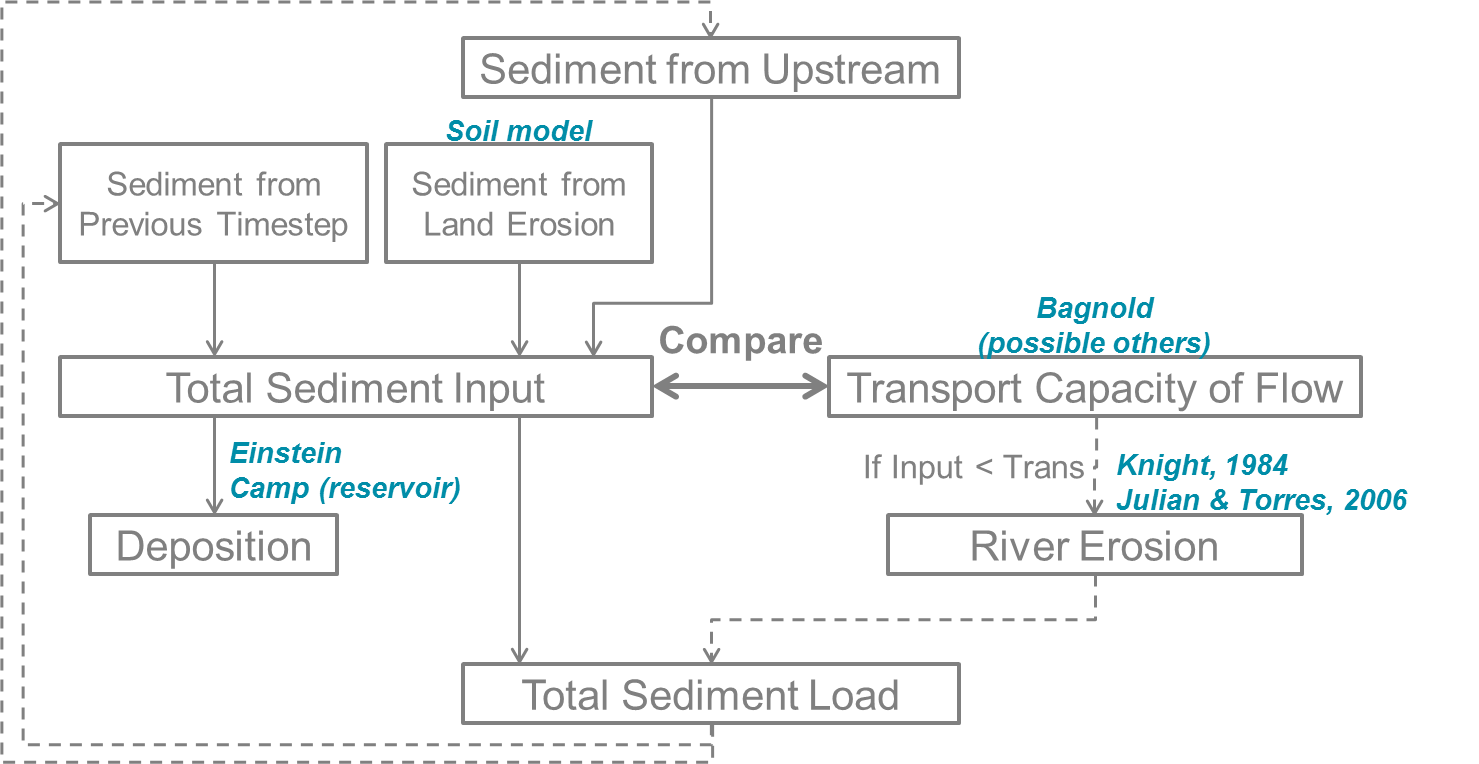 Sediment from Upstream
Soil model
Sediment from
Previous Timestep
Sediment from
Land Erosion
Bagnold
(possible others)
Compare
Total Sediment Input
Transport Capacity of Flow
Einstein
Camp (reservoir)
If Input < Trans
Knight, 1984
Julian & Torres, 2006
Deposition
River Erosion
Total Sediment Load